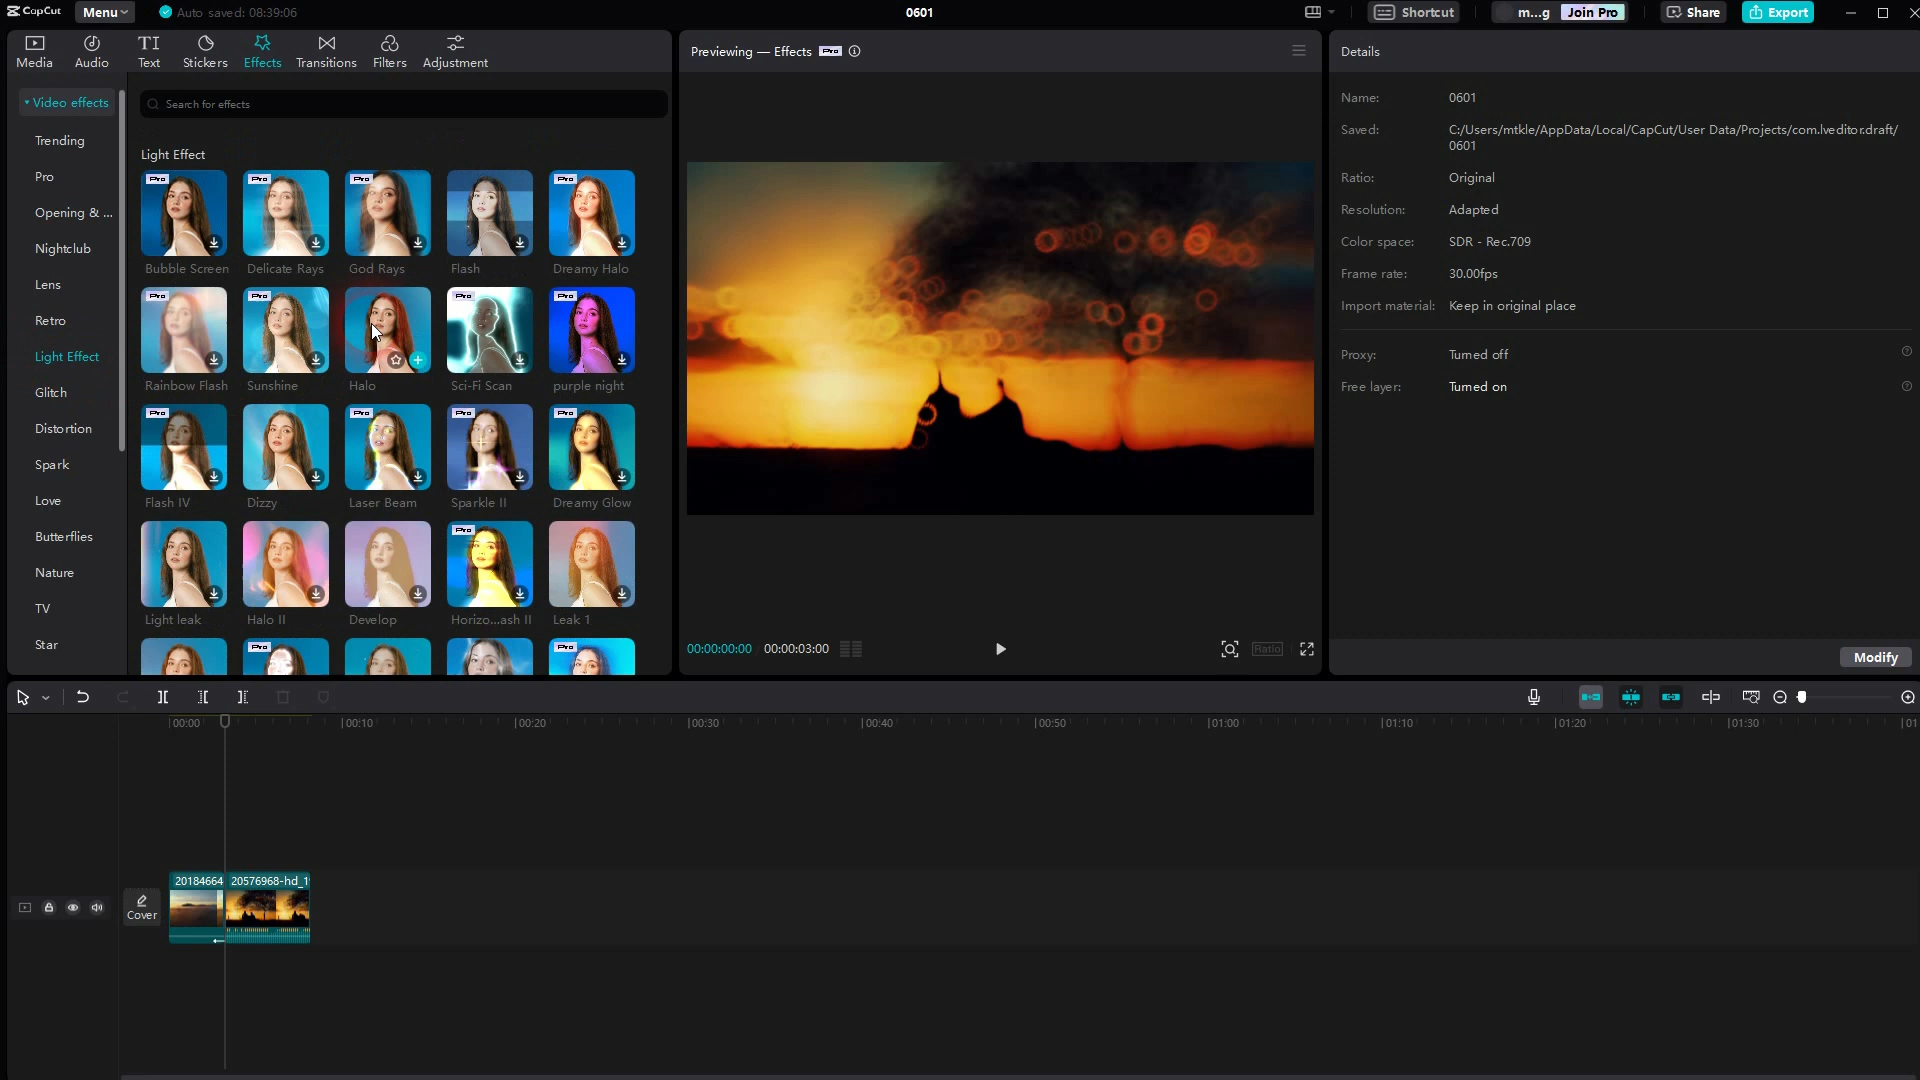 CapCut
Menu
Auto saved: 08:39:06
0601
Shortcut
m...g
Join Pro
Share
Export
Media
Audio
Text
Stickers
Effects
Transitions
Filters
Adjustment
Video effects
Trending
Pro
Opening & ...
Nightclub
Lens
Retro
Light Effect
Glitch
Distortion
Spark
Love
Butterflies
Nature
TV
Star
Search for effects
Light Effect
Pro
Pro
Pro
Pro
Bubble Screen
Delicate Rays
God Rays
Flash
Dreamy Halo
Pro
Pro
Pro
Pro
Rainbow Flash
Sunshine
Halo
Sci-Fi Scan
purple night
Pro
Pro
Pro
Pro
Flash IV
Dizzy
Laser Beam
Sparkle II
Dreamy Glow
Pro
Light leak
Halo II
Develop
Horizo...ash II
Leak 1
Pro
Pro
Previewing — Effects
Pro
00:00:00:00
00:00:03:00
Ratio
Details
Name:
0601
Saved:
C:/Users/mtkle/AppData/Local/CapCut/User Data/Projects/com.lveditor.draft/
0601
Ratio:
Original
Resolution:
Adapted
Color space:
SDR - Rec.709
Frame rate:
30.00fps
Import material:
Keep in original place
Proxy:
Turned off
Free layer:
Turned on
Modify
00:00
00:10
00:20
00:30
00:40
00:50
01:00
01:10
01:20
01:30
01
20184664
20576968-hd_1
Cover